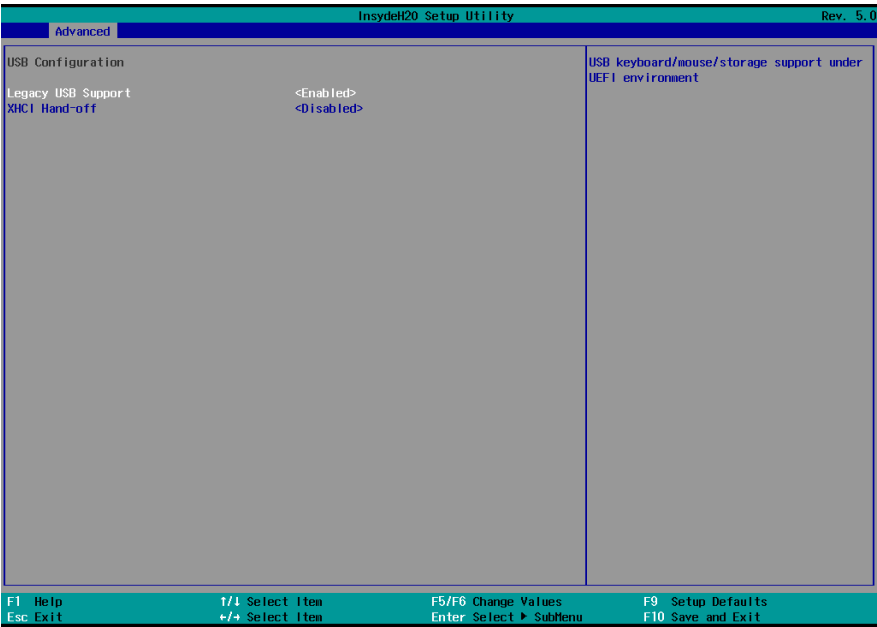 InsydeH2O Setup Utility Rev. 5.0
Advanced
USB Configuration
Legacy USB Support <Enabled>
XHCI Hand-off <Disabled>
USB keyboard/mouse/storage support under
UEFI environment
F1 Help ↑/↓ Select Item F5/F6 Change Values F9 Setup Defaults
Esc Exit ←/→ Select Item Enter Select ▶ SubMenu F10 Save and Exit